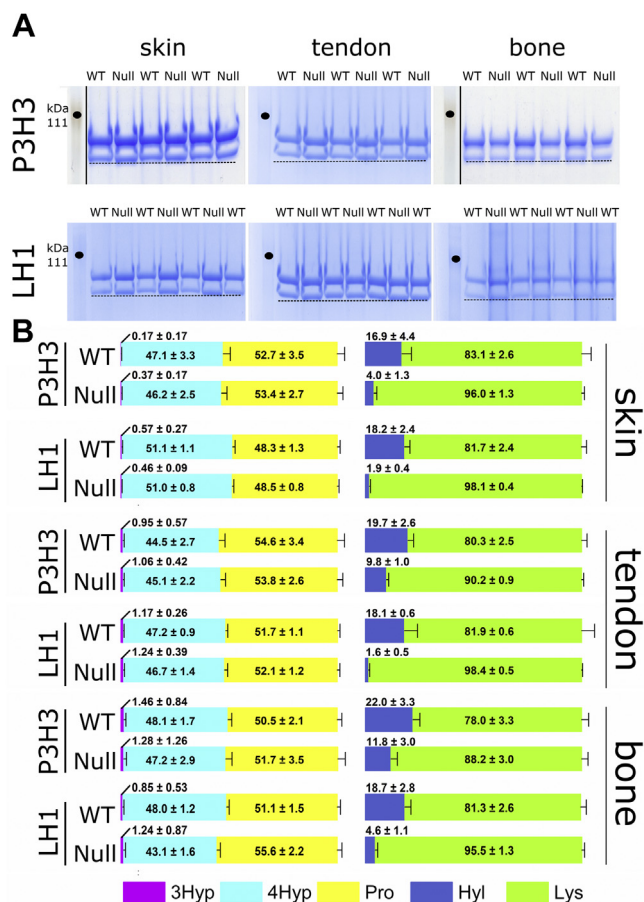 A
skin tendon bone
WT Null WT Null WT Null WT Null WT Null WT Null WT Null WT Null WT Null
P3H3
kDa
111
WT Null WT Null WT Null WT WT Null WT Null WT Null WT WT Null WT Null WT Null WT
LH1
kDa
111
B
skin
P3H3
WT 0.17 ± 0.17 47.1 ± 3.3 52.7 ± 3.5 16.9 ± 4.4 83.1 ± 2.6
Null 0.37 ± 0.17 46.2 ± 2.5 53.4 ± 2.7 4.0 ± 1.3 96.0 ± 1.3
LH1
WT 0.57 ± 0.27 51.1 ± 1.1 48.3 ± 1.3 18.2 ± 2.4 81.7 ± 2.4
Null 0.46 ± 0.09 51.0 ± 0.8 48.5 ± 0.8 1.9 ± 0.4 98.1 ± 0.4
tendon
P3H3
WT 0.95 ± 0.57 44.5 ± 2.7 54.6 ± 3.4 19.7 ± 2.6 80.3 ± 2.5
Null 1.06 ± 0.42 45.1 ± 2.2 53.8 ± 2.6 9.8 ± 1.0 90.2 ± 0.9
LH1
WT 1.17 ± 0.26 47.2 ± 0.9 51.7 ± 1.1 18.1 ± 0.6 81.9 ± 0.6
Null 1.24 ± 0.39 46.7 ± 1.4 52.1 ± 1.2 1.6 ± 0.5 98.4 ± 0.5
bone
P3H3
WT 1.46 ± 0.84 48.1 ± 1.7 50.5 ± 2.1 22.0 ± 3.3 78.0 ± 3.3
Null 1.28 ± 1.26 47.2 ± 2.9 51.7 ± 3.5 11.8 ± 3.0 88.2 ± 3.0
LH1
WT 0.85 ± 0.53 48.0 ± 1.2 51.1 ± 1.5 18.7 ± 2.8 81.3 ± 2.6
Null 1.24 ± 0.87 43.1 ± 1.6 55.6 ± 2.2 4.6 ± 1.1 95.5 ± 1.3
3Hyp 4Hyp Pro Hyl Lys